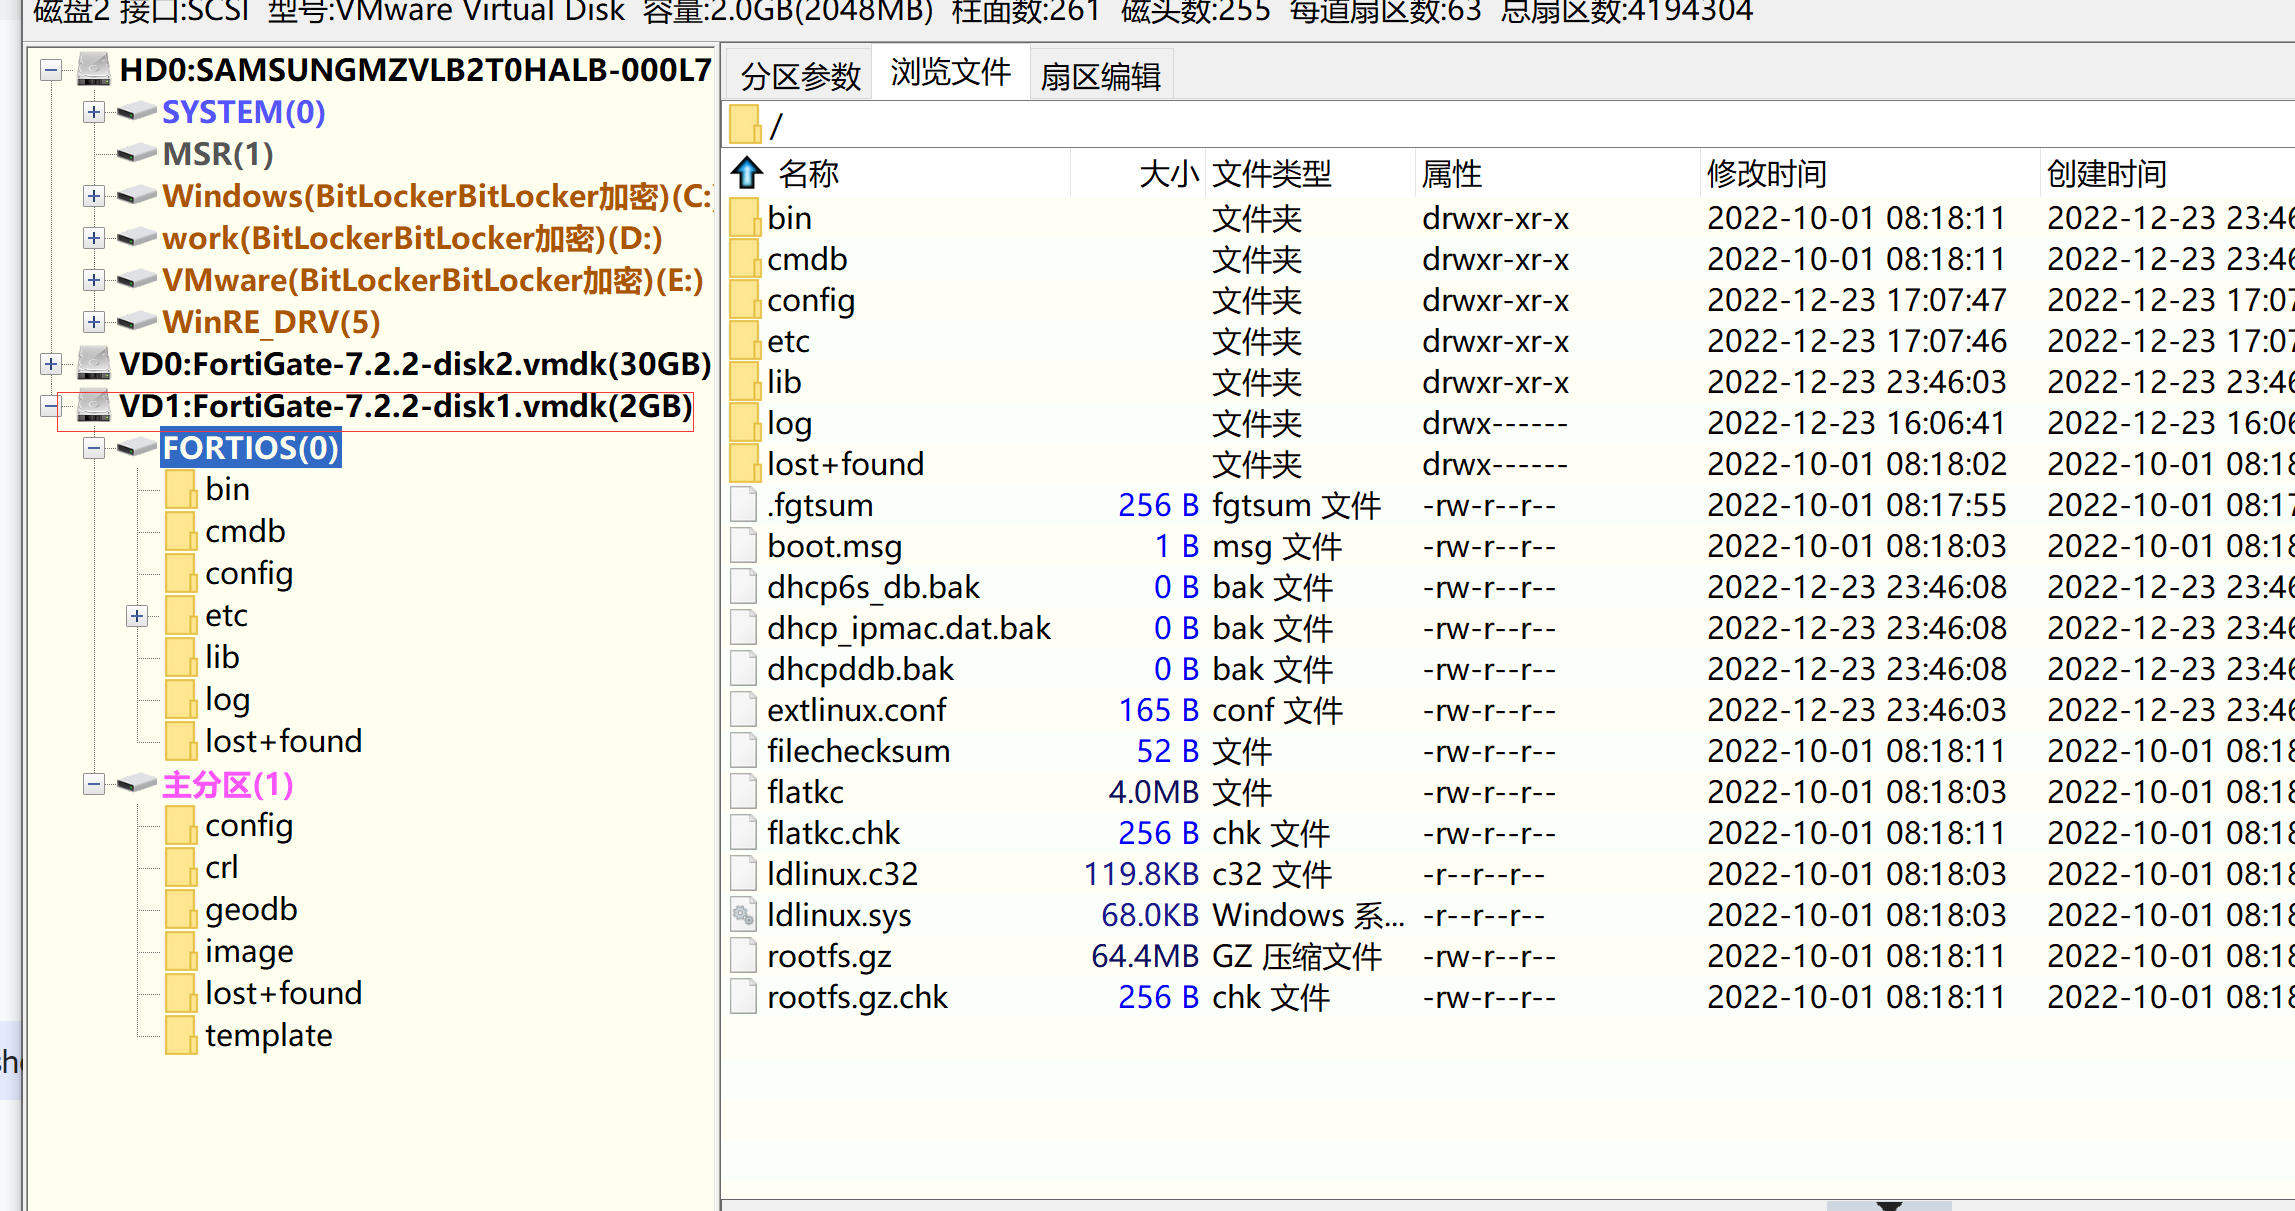 磁盘2 接口:SCSI 型号:VMware Virtual Disk 容量:2.0GB(2048MB) 柱面数:261 磁头数:255 每道扇区数:63 总扇区数:4194304
HD0:SAMSUNGMZVLB2T0HALB-000L7
SYSTEM(0)
MSR(1)
Windows(BitLockerBitLocker加密)(C:
work(BitLockerBitLocker加密)(D:)
VMware(BitLockerBitLocker加密)(E:)
WinRE_DRV(5)
VD0:FortiGate-7.2.2-disk2.vmdk(30GB)
VD1:FortiGate-7.2.2-disk1.vmdk(2GB)
FORTIOS(0)
bin
cmdb
config
etc
lib
log
lost+found
主分区(1)
config
crl
geodb
image
lost+found
template
分区参数 浏览文件 扇区编辑
/
名称 大小 文件类型 属性 修改时间 创建时间
bin 文件夹 drwxr-xr-x 2022-10-01 08:18:11 2022-12-23 23:46
cmdb 文件夹 drwxr-xr-x 2022-10-01 08:18:11 2022-12-23 23:46
config 文件夹 drwxr-xr-x 2022-12-23 17:07:47 2022-12-23 17:07
etc 文件夹 drwxr-xr-x 2022-12-23 17:07:46 2022-12-23 17:07
lib 文件夹 drwxr-xr-x 2022-12-23 23:46:03 2022-12-23 23:46
log 文件夹 drwx------ 2022-12-23 16:06:41 2022-12-23 16:06
lost+found 文件夹 drwx------ 2022-10-01 08:18:02 2022-10-01 08:18
.fgtsum 256 B fgtsum 文件 -rw-r--r-- 2022-10-01 08:17:55 2022-10-01 08:17
boot.msg 1 B msg 文件 -rw-r--r-- 2022-10-01 08:18:03 2022-10-01 08:18
dhcp6s_db.bak 0 B bak 文件 -rw-r--r-- 2022-12-23 23:46:08 2022-12-23 23:46
dhcp_ipmac.dat.bak 0 B bak 文件 -rw-r--r-- 2022-12-23 23:46:08 2022-12-23 23:46
dhcpddb.bak 0 B bak 文件 -rw-r--r-- 2022-12-23 23:46:08 2022-12-23 23:46
extlinux.conf 165 B conf 文件 -rw-r--r-- 2022-12-23 23:46:03 2022-12-23 23:46
filechecksum 52 B 文件 -rw-r--r-- 2022-10-01 08:18:11 2022-10-01 08:18
flatkc 4.0MB 文件 -rw-r--r-- 2022-10-01 08:18:03 2022-10-01 08:18
flatkc.chk 256 B chk 文件 -rw-r--r-- 2022-10-01 08:18:11 2022-10-01 08:18
ldlinux.c32 119.8KB c32 文件 -r--r--r-- 2022-10-01 08:18:03 2022-10-01 08:18
ldlinux.sys 68.0KB Windows 系... -r--r--r-- 2022-10-01 08:18:03 2022-10-01 08:18
rootfs.gz 64.4MB GZ 压缩文件 -rw-r--r-- 2022-10-01 08:18:11 2022-10-01 08:18
rootfs.gz.chk 256 B chk 文件 -rw-r--r-- 2022-10-01 08:18:11 2022-10-01 08:18